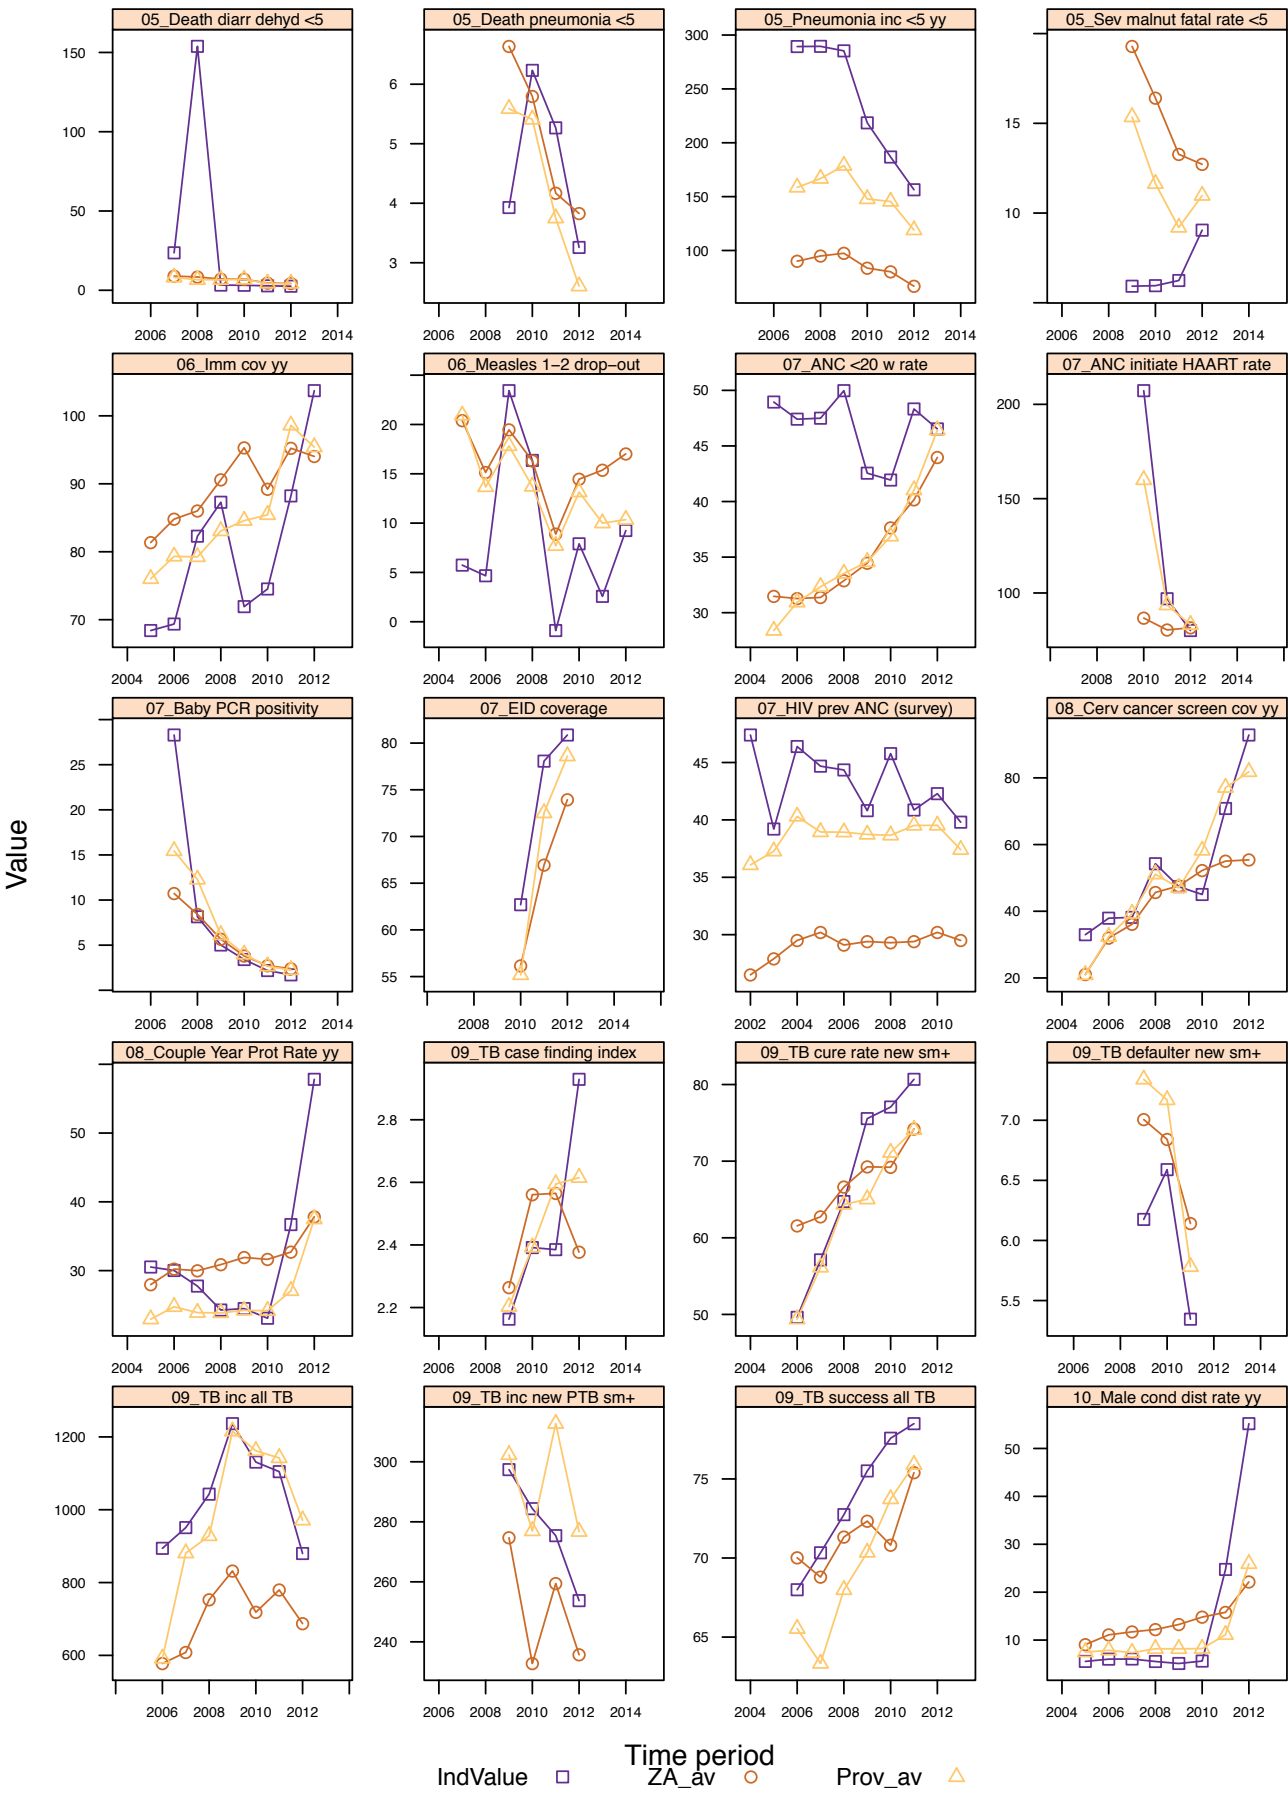 05_Death diarr dehyd <5
05_Death pneumonia <5
05_Pneumonia inc <5 yy
05_Sev malnut fatal rate <5
150
100
50
0
6
5
4
3
300
250
200
150
100
15
10
2006 2008 2010 2012 2014
2006 2008 2010 2012 2014
2006 2008 2010 2012 2014
2006 2008 2010 2012 2014
06_Imm cov yy
06_Measles 1−2 drop−out
07_ANC <20 w rate
07_ANC initiate HAART rate
100
90
80
70
20
15
10
5
0
50
45
40
35
30
200
150
100
2004 2006 2008 2010 2012
2004 2006 2008 2010 2012
2004 2006 2008 2010 2012
2008 2010 2012 2014
07_Baby PCR positivity
07_EID coverage
07_HIV prev ANC (survey)
08_Cerv cancer screen cov yy
25
20
15
10
5
80
75
70
65
60
55
45
40
35
30
80
60
40
20
2006 2008 2010 2012 2014
2008 2010 2012 2014
2002 2004 2006 2008 2010
2004 2006 2008 2010 2012
Value
08_Couple Year Prot Rate yy
09_TB case finding index
09_TB cure rate new sm+
09_TB defaulter new sm+
50
40
30
2.8
2.6
2.4
2.2
80
70
60
50
7.0
6.5
6.0
5.5
2004 2006 2008 2010 2012
2006 2008 2010 2012 2014
2004 2006 2008 2010 2012
2006 2008 2010 2012 2014
09_TB inc all TB
09_TB inc new PTB sm+
09_TB success all TB
10_Male cond dist rate yy
1200
1000
800
600
300
280
260
240
75
70
65
50
40
30
20
10
2006 2008 2010 2012
2006 2008 2010 2012 2014
2004 2006 2008 2010 2012
2004 2006 2008 2010 2012
Time period
IndValue ZA_av Prov_av